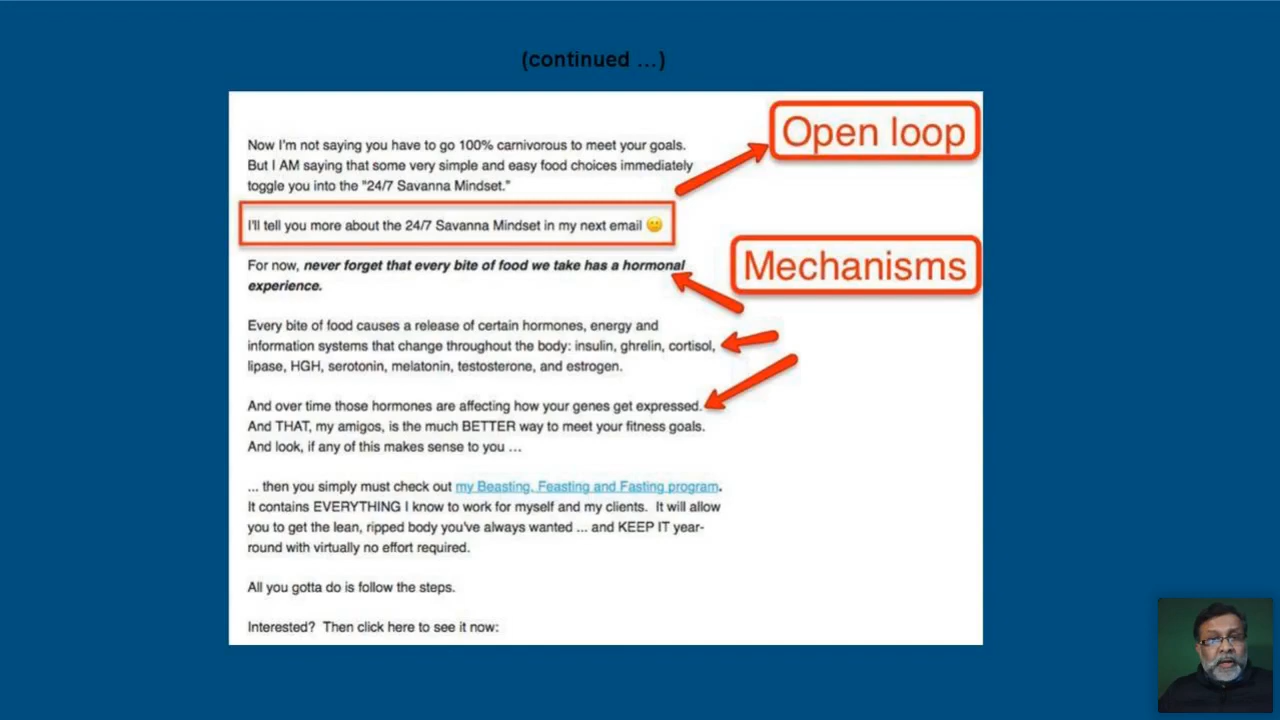 (continued ...)
Open loop
Now I'm not saying you have to go 100% carnivorous to meet your goals.
But I AM saying that some very simple and easy food choices immediately
toggle you into the "24/7 Savanna Mindset."
I'll tell you more about the 24/7 Savanna Mindset in my next email
Mechanisms
For now, never forget that every bite of food we take has a hormonal
experience.
Every bite of food causes a release of certain hormones, energy and
information systems that change throughout the body: insulin, ghrelin, cortisol,
lipase, HGH, serotonin, melatonin, testosterone, and estrogen.
And over time those hormones are affecting how your genes get expressed.
And THAT, my amigos, is the much BETTER way to meet your fitness goals.
And look, if any of this makes sense to you ...
... then you simply must check out my Beasting, Feasting and Fasting program.
It contains EVERYTHING I know to work for myself and my clients. It will allow
you to get the lean, ripped body you've always wanted ... and KEEP IT year-
round with virtually no effort required.
All you gotta do is follow the steps.
Interested? Then click here to see it now: